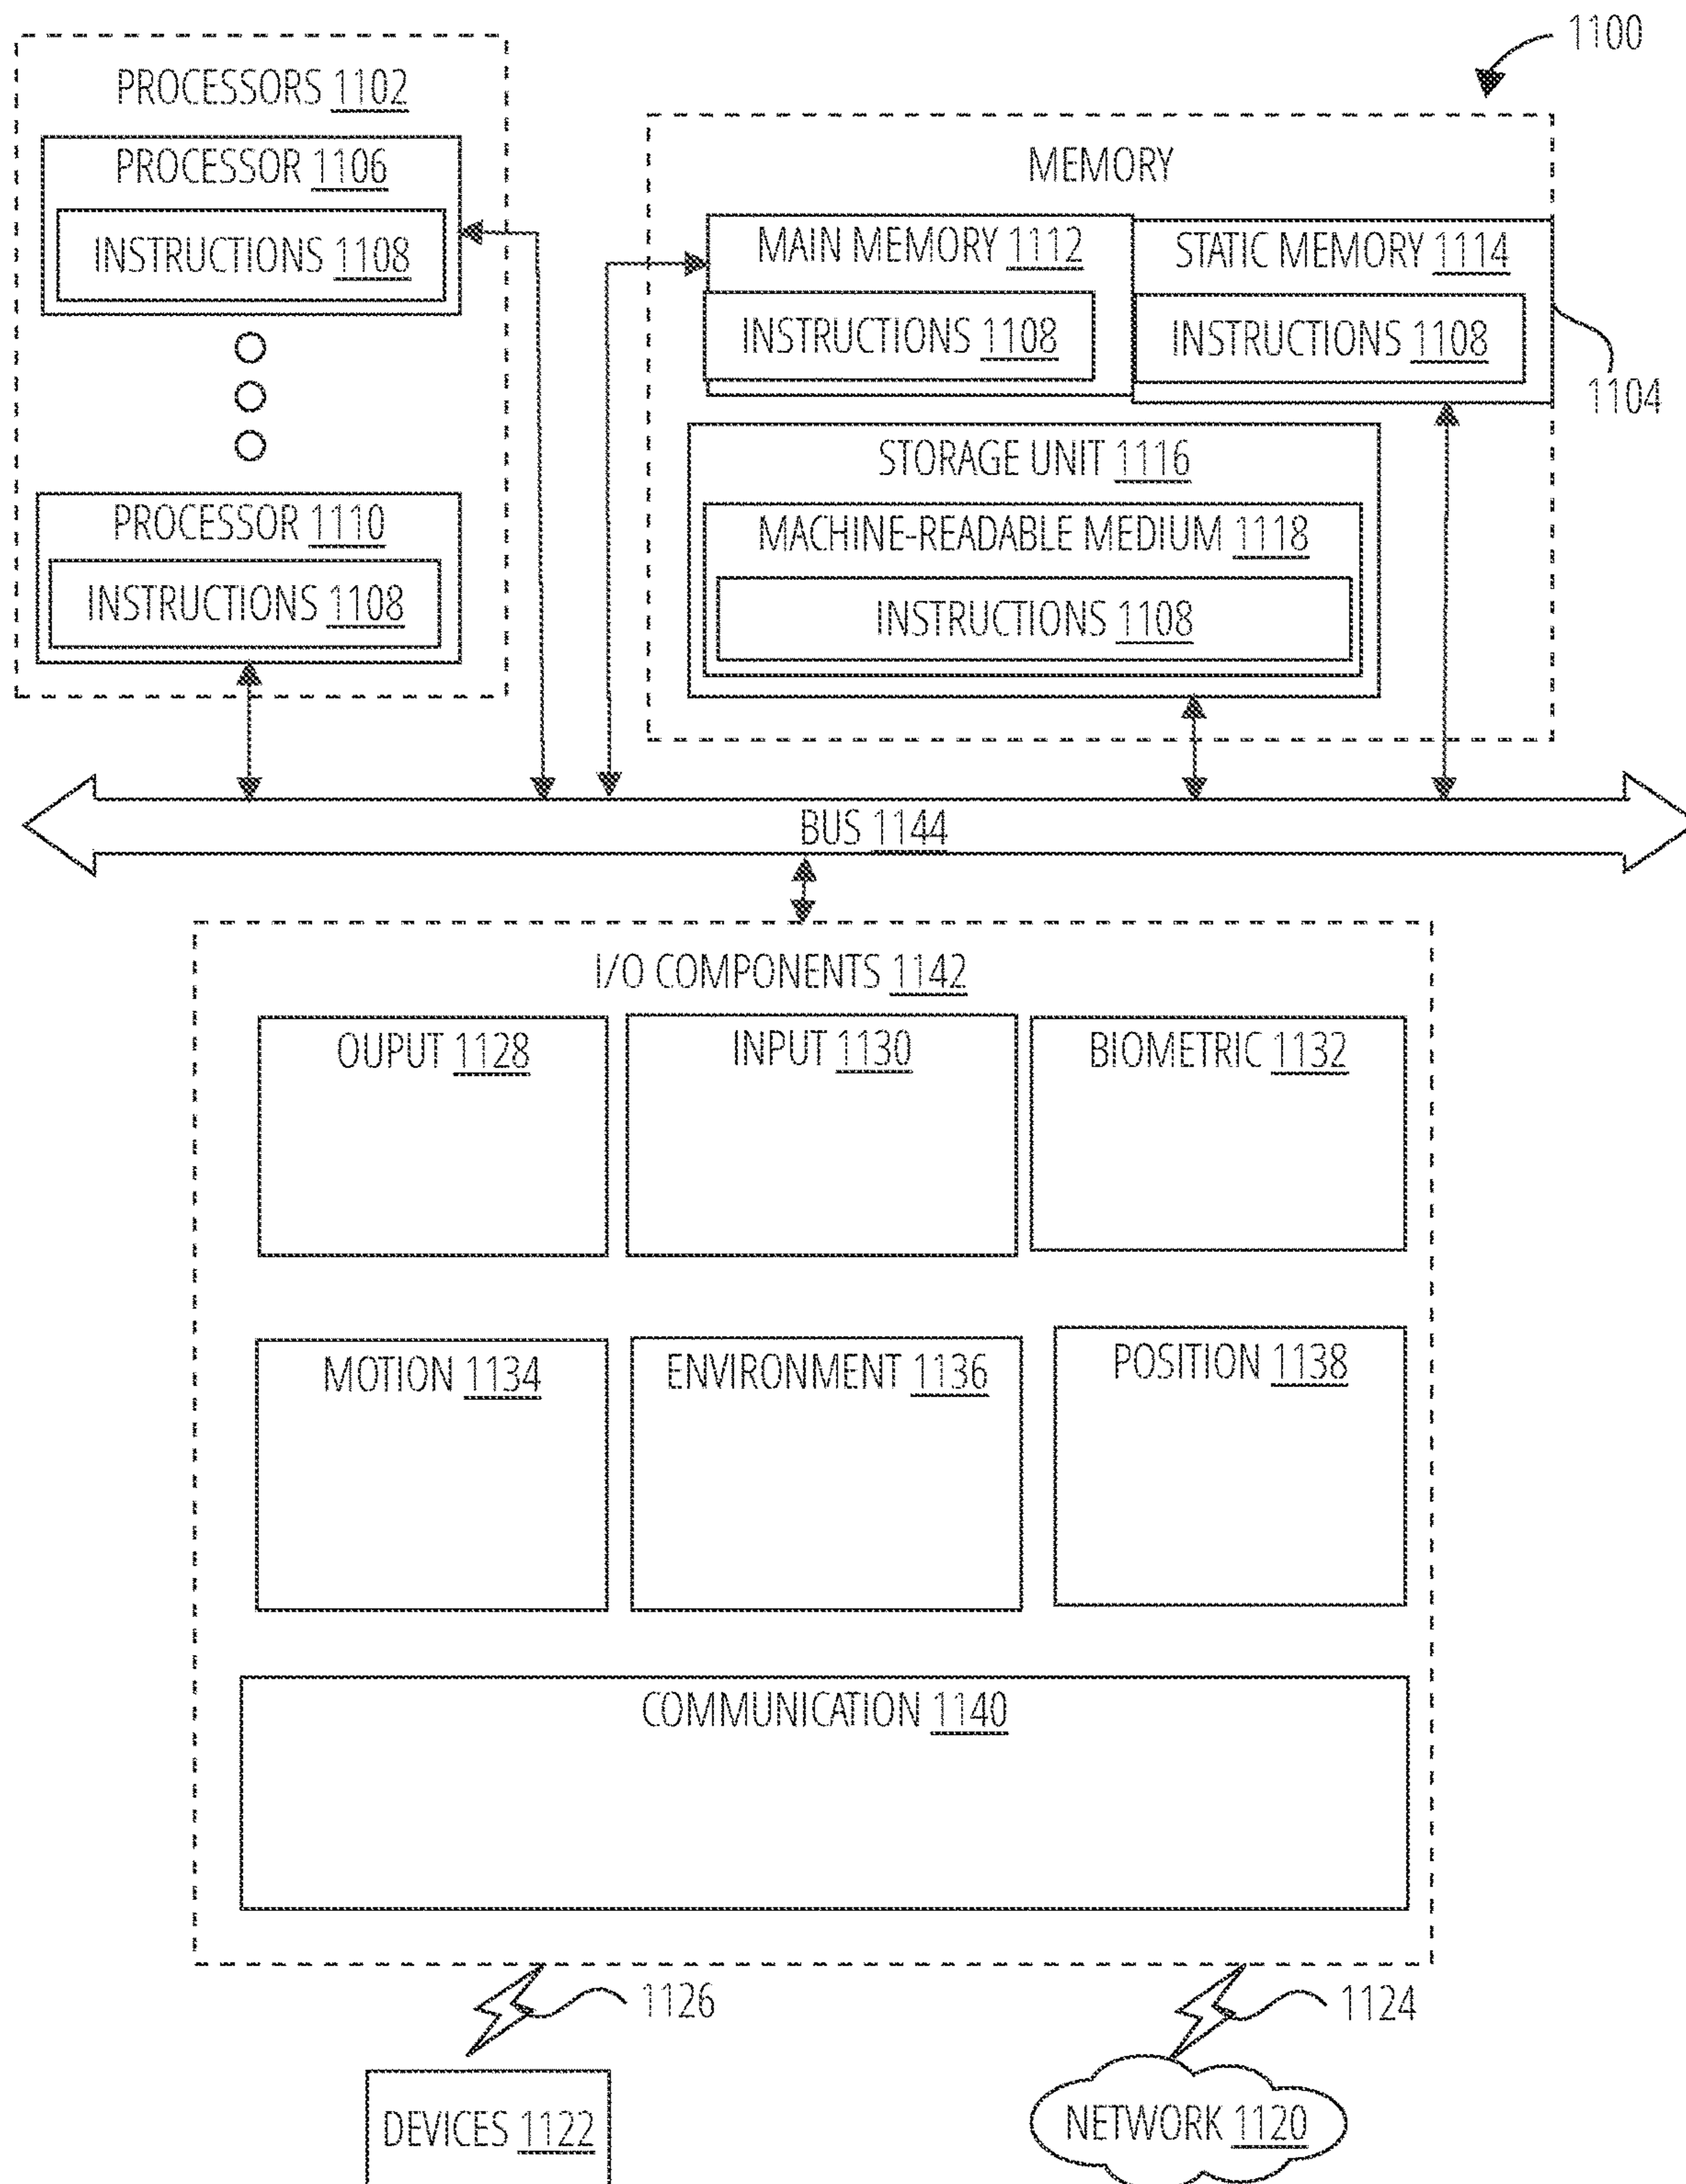 1100
PROCESSORS 1102
PROCESSOR 1106
INSTRUCTIONS 1108
PROCESSOR 1110
INSTRUCTIONS 1108
MEMORY
MAIN MEMORY 1112
INSTRUCTIONS 1108
STATIC MEMORY 1114
INSTRUCTIONS 1108
1104
STORAGE UNIT 1116
MACHINE-READABLE MEDIUM 1118
INSTRUCTIONS 1108
BUS 1144
I/O COMPONENTS 1142
OUPUT 1128
INPUT 1130
BIOMETRIC 1132
MOTION 1134
ENVIRONMENT 1136
POSITION 1138
COMMUNICATION 1140
1126
1124
DEVICES 1122
NETWORK 1120